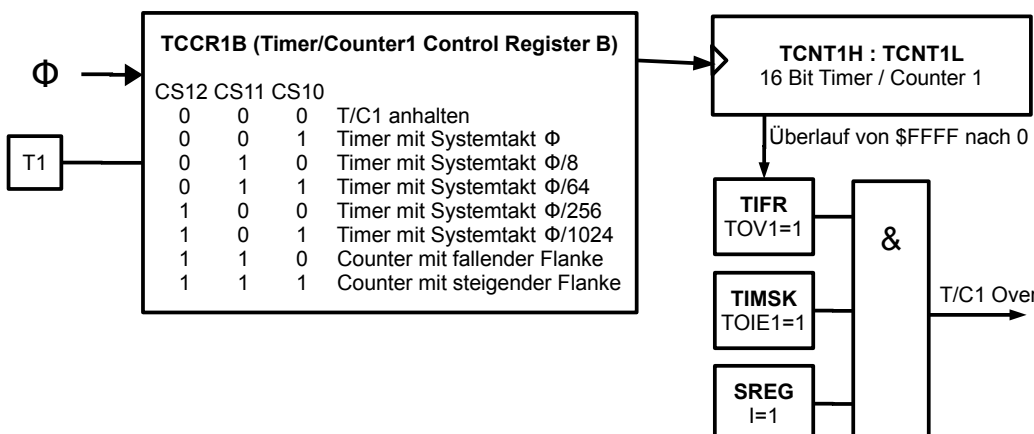 Φ
T1
TCCR1B (Timer/Counter1 Control Register B)
CS12 CS11 CS10
0 0 0 T/C1 anhalten
0 0 1 Timer mit Systemtakt Φ
0 1 0 Timer mit Systemtakt Φ/8
0 1 1 Timer mit Systemtakt Φ/64
1 0 0 Timer mit Systemtakt Φ/256
1 0 1 Timer mit Systemtakt Φ/1024
1 1 0 Counter mit fallender Flanke
1 1 1 Counter mit steigender Flanke
TCNT1H : TCNT1L
16 Bit Timer / Counter 1
Überlauf von $FFFF nach 0
TIFR
TOV1=1
TIMSK
TOIE1=1
SREG
I=1
&
T/C1 Over